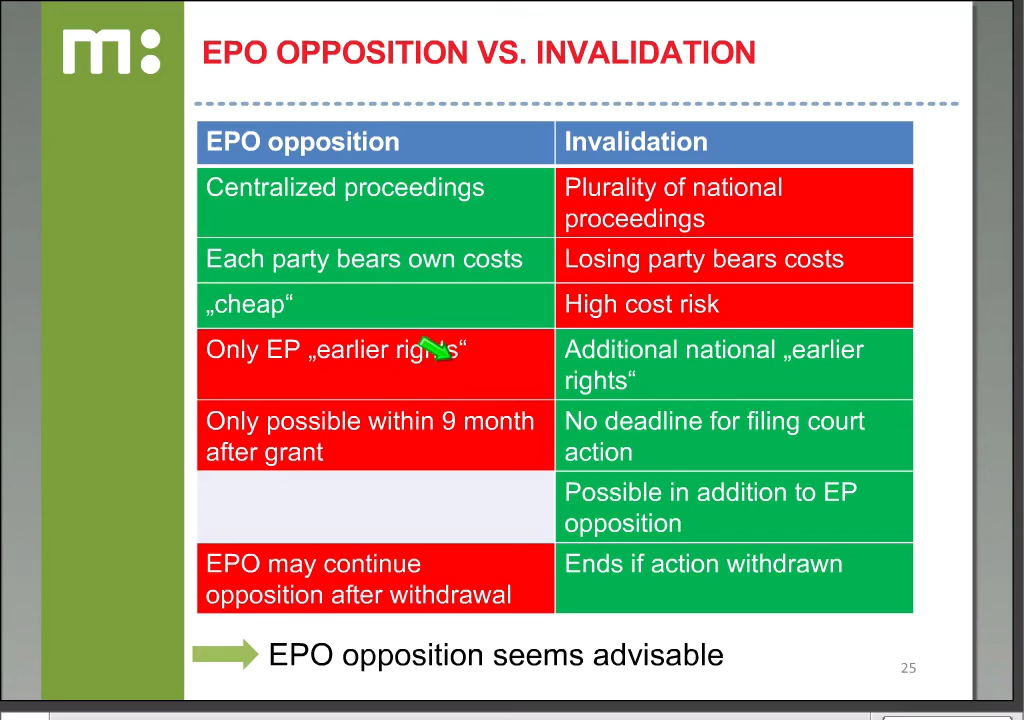 m:
EPO OPPOSITION VS. INVALIDATION
EPO opposition
Invalidation
Centralized proceedings
Plurality of national
proceedings
Each party bears own costs
Losing party bears costs
„cheap“
High cost risk
Only EP „earlier rights“
Additional national „earlier
rights“
Only possible within 9 month
after grant
No deadline for filing court
action
Possible in addition to EP
opposition
EPO may continue
opposition after withdrawal
Ends if action withdrawn
EPO opposition seems advisable
25